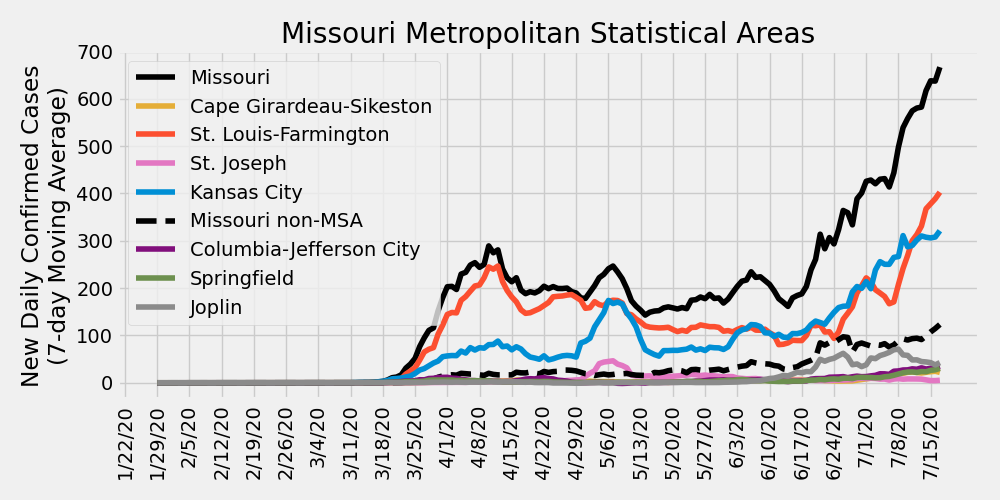 Missouri Metropolitan Statistical Areas
New Daily Confirmed Cases
(7-day Moving Average)
700
600
500
400
300
200
100
0
Missouri
Cape Girardeau-Sikeston
St. Louis-Farmington
St. Joseph
Kansas City
Missouri non-MSA
Columbia-Jefferson City
Springfield
Joplin
1/22/20
1/29/20
2/5/20
2/12/20
2/19/20
2/26/20
3/4/20
3/11/20
3/18/20
3/25/20
4/1/20
4/8/20
4/15/20
4/22/20
4/29/20
5/6/20
5/13/20
5/20/20
5/27/20
6/3/20
6/10/20
6/17/20
6/24/20
7/1/20
7/8/20
7/15/20